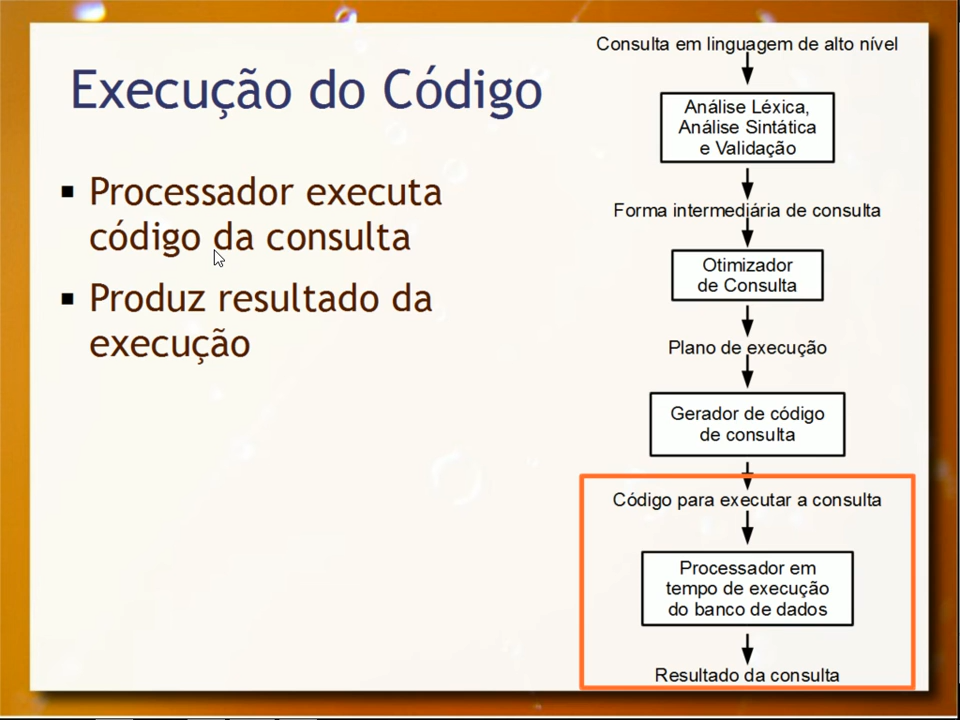 Execução do Código
▪ Processador executa
código da consulta
▪ Produz resultado da
execução
Consulta em linguagem de alto nível
Análise Léxica,
Análise Sintática
e Validação
Forma intermediária de consulta
Otimizador
de Consulta
Plano de execução
Gerador de código
de consulta
Código para executar a consulta
Processador em
tempo de execução
do banco de dados
Resultado da consulta